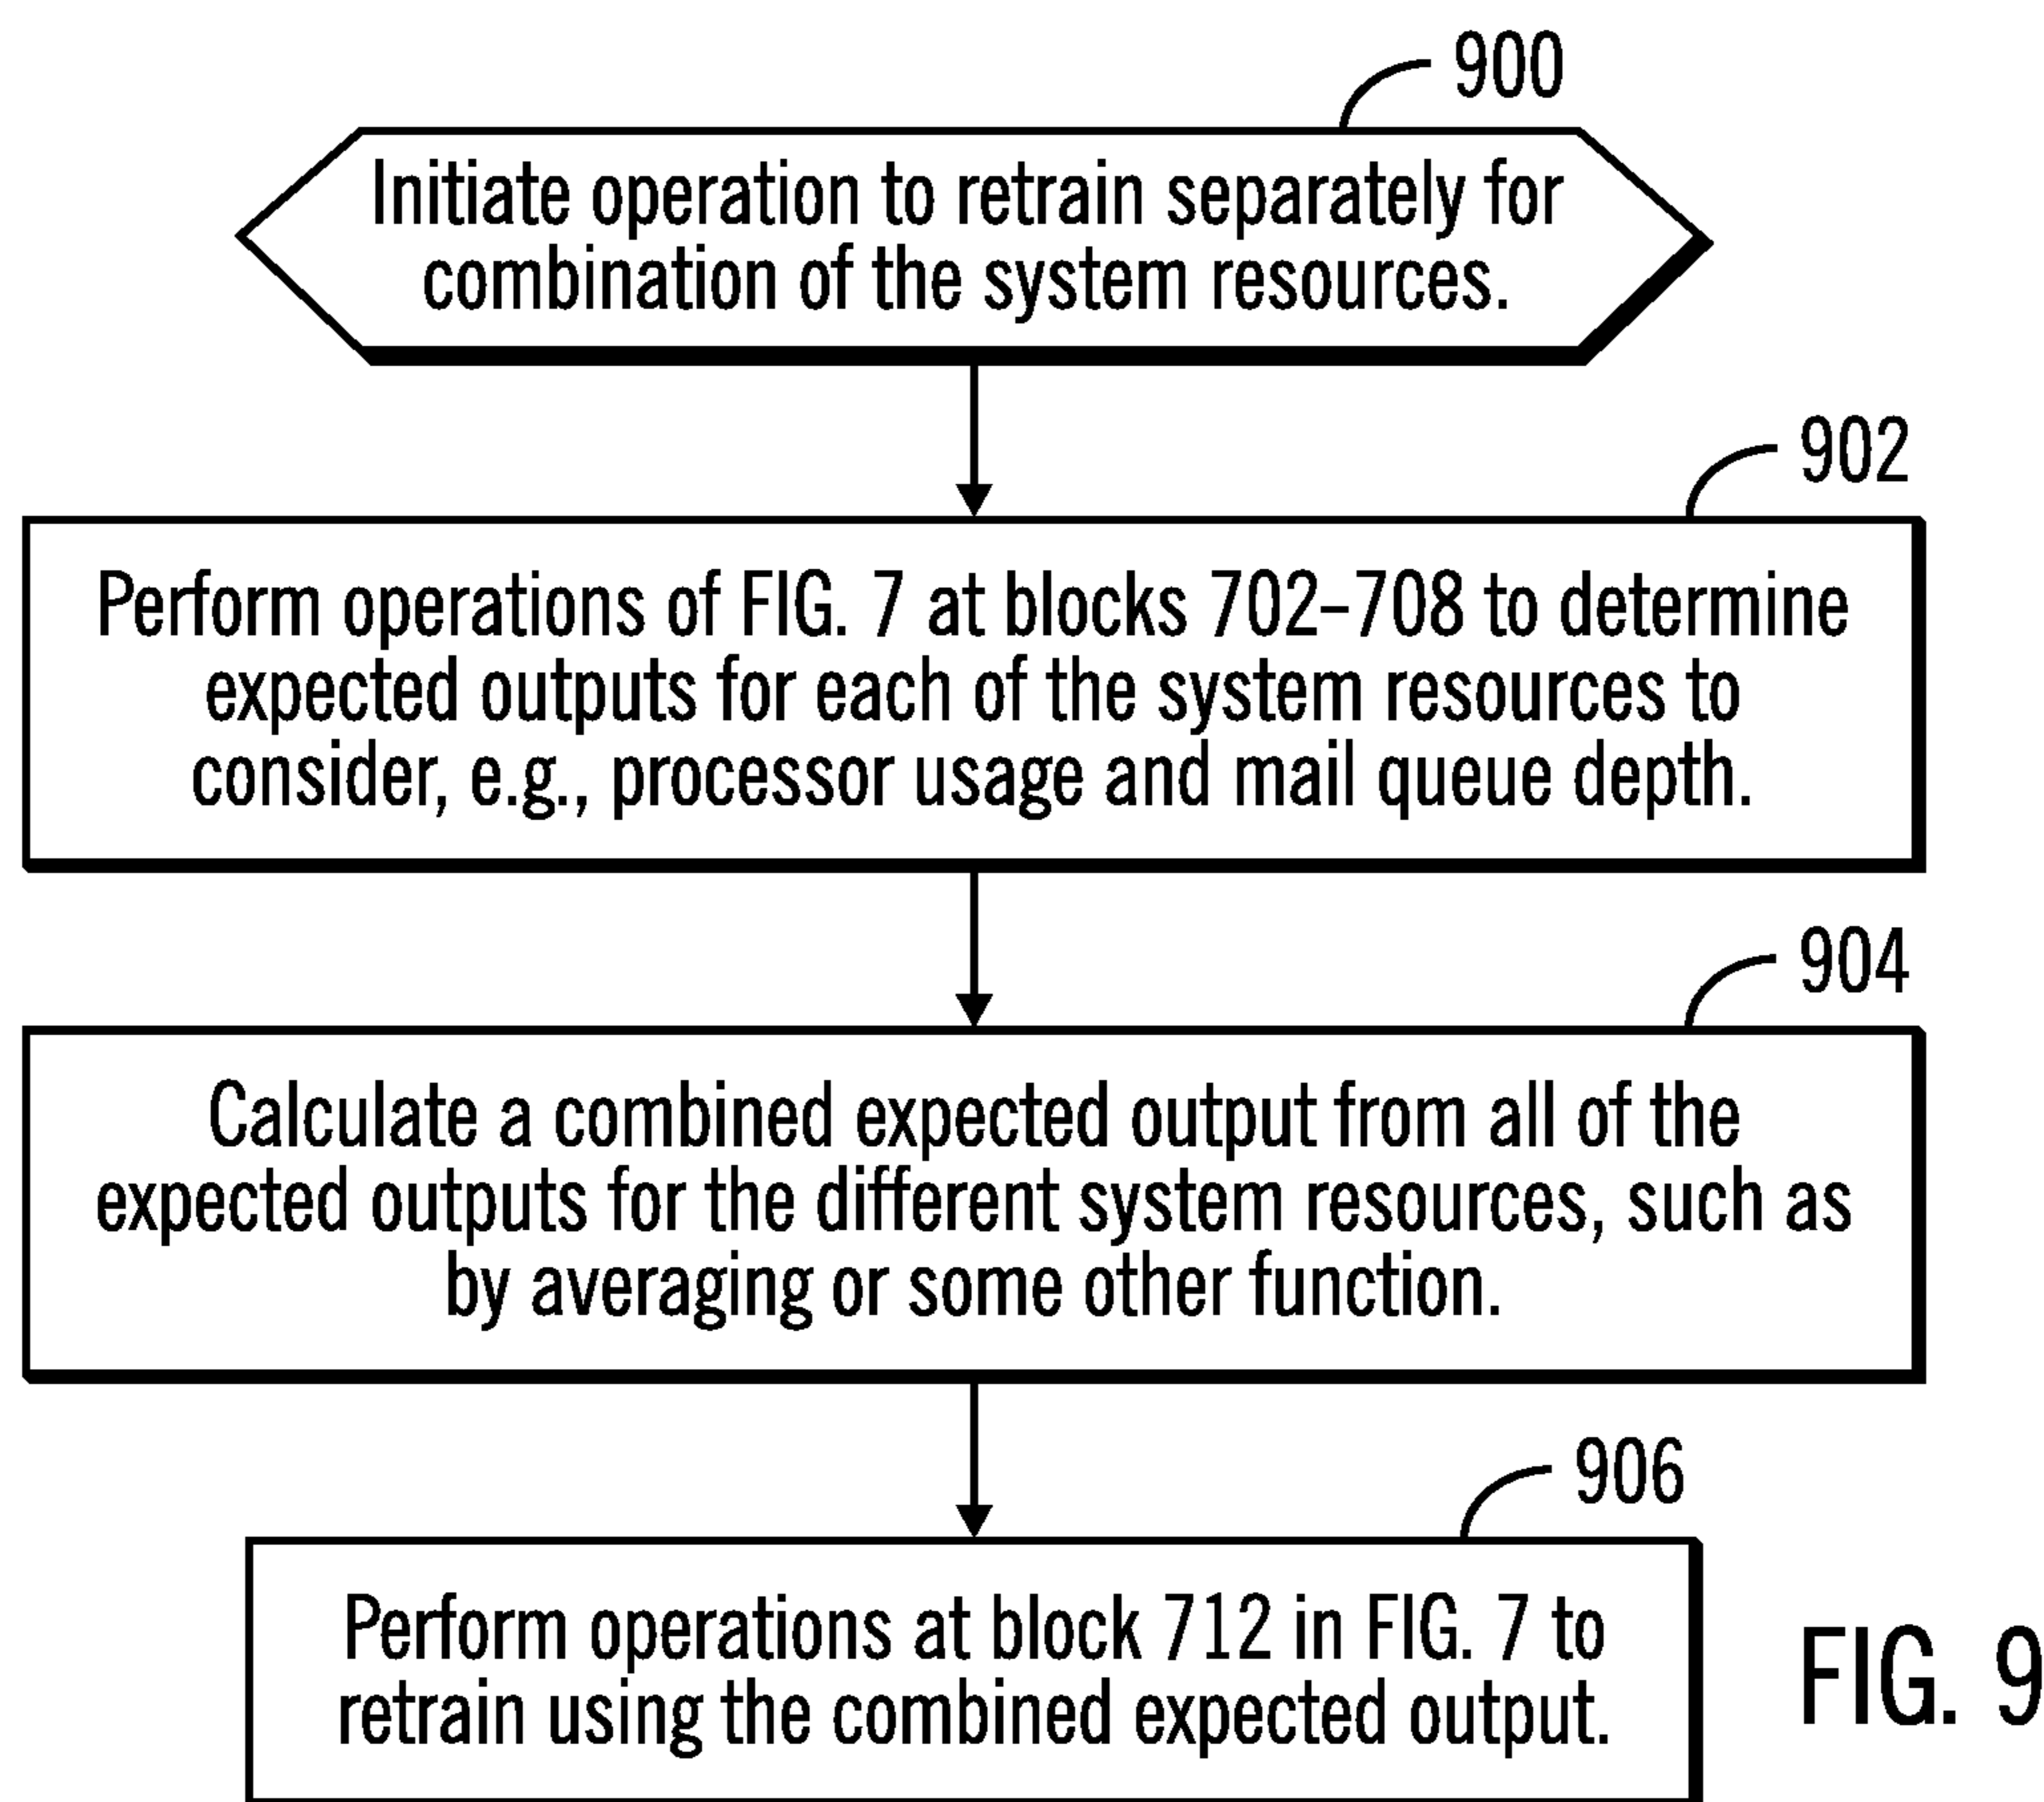 900
Initiate operation to retrain separately for
combination of the system resources.
902
Perform operations of FIG. 7 at blocks 702–708 to determine
expected outputs for each of the system resources to
consider, e.g., processor usage and mail queue depth.
904
Calculate a combined expected output from all of the
expected outputs for the different system resources, such as
by averaging or some other function.
906
Perform operations at block 712 in FIG. 7 to
retrain using the combined expected output.
FIG. 9